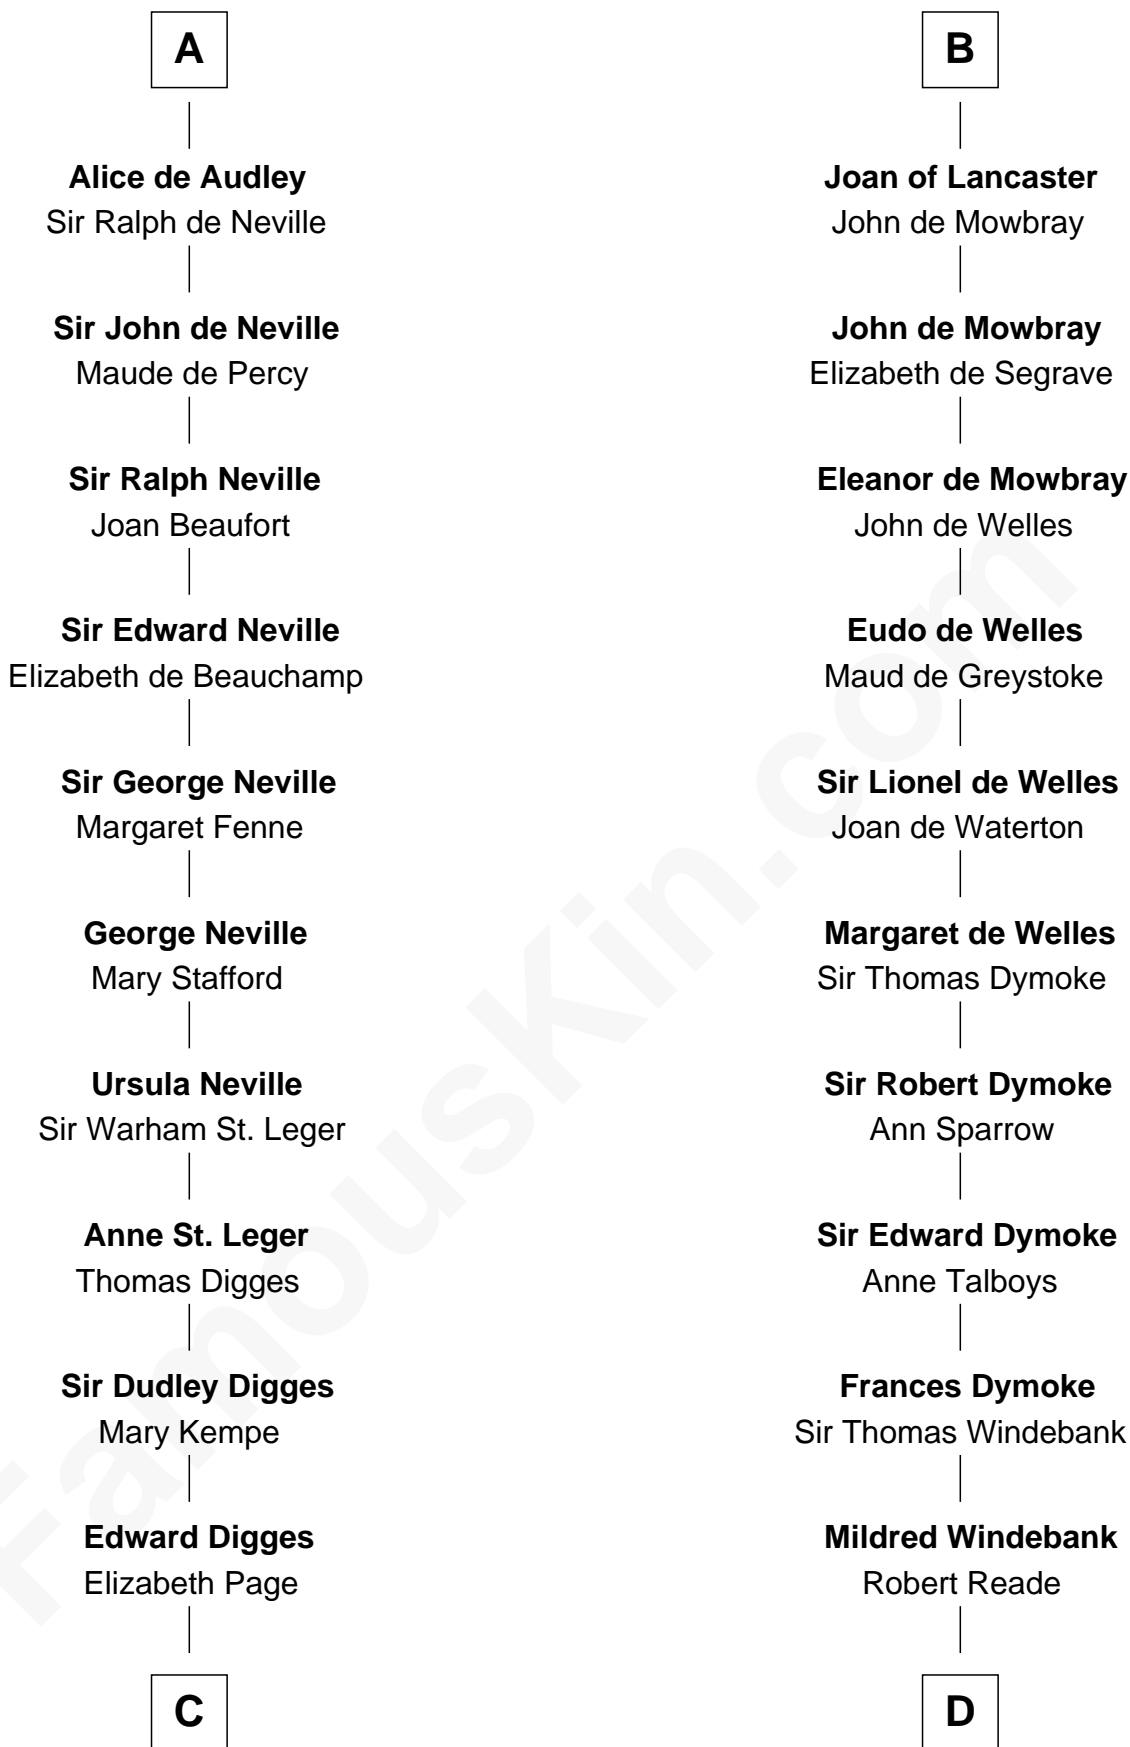 A
Alice de Audley
Sir Ralph de Neville
Sir John de Neville
Maude de Percy
Sir Ralph Neville
Joan Beaufort
Sir Edward Neville
Elizabeth de Beauchamp
Sir George Neville
Margaret Fenne
George Neville
Mary Stafford
Ursula Neville
Sir Warham St. Leger
Anne St. Leger
Thomas Digges
Sir Dudley Digges
Mary Kempe
Edward Digges
Elizabeth Page
C
B
Joan of Lancaster
John de Mowbray
John de Mowbray
Elizabeth de Segrave
Eleanor de Mowbray
John de Welles
Eudo de Welles
Maud de Greystoke
Sir Lionel de Welles
Joan de Waterton
Margaret de Welles
Sir Thomas Dymoke
Sir Robert Dymoke
Ann Sparrow
Sir Edward Dymoke
Anne Talboys
Frances Dymoke
Sir Thomas Windebank
Mildred Windebank
Robert Reade
D
FamousKin.com